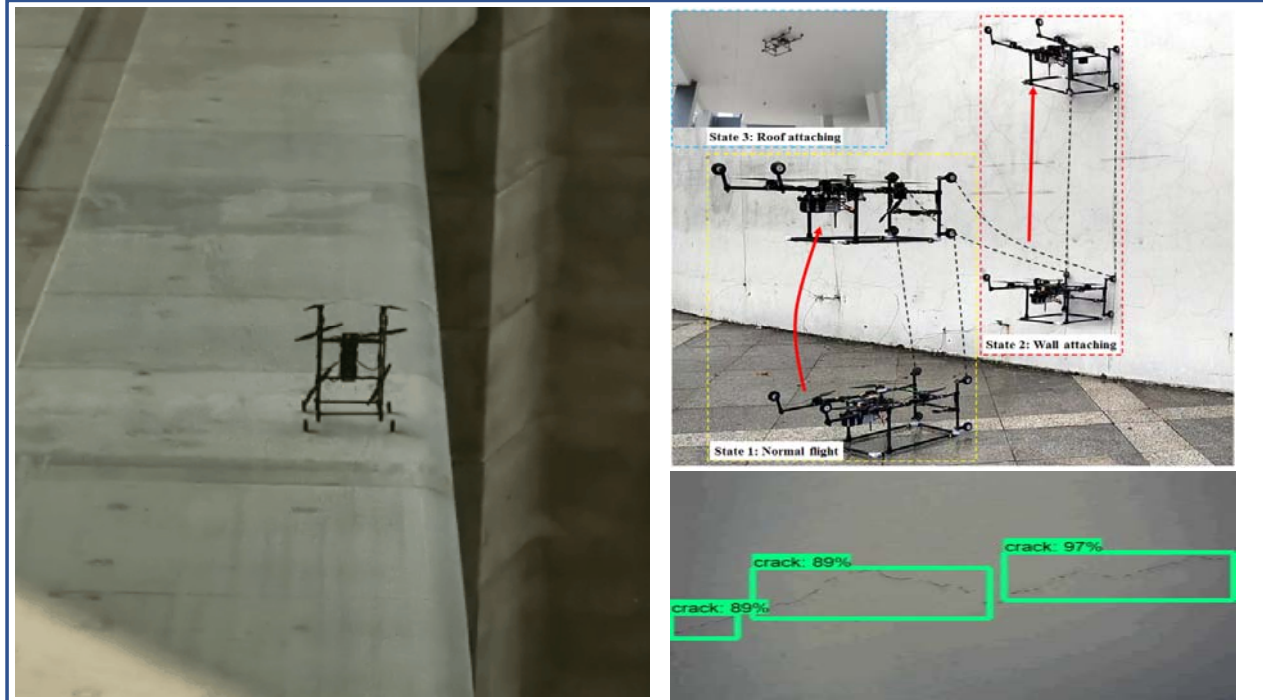 State 3: Roof attaching
State 2: Wall attaching
State 1: Normal flight
crack: 97%
crack: 89%
crack: 89%